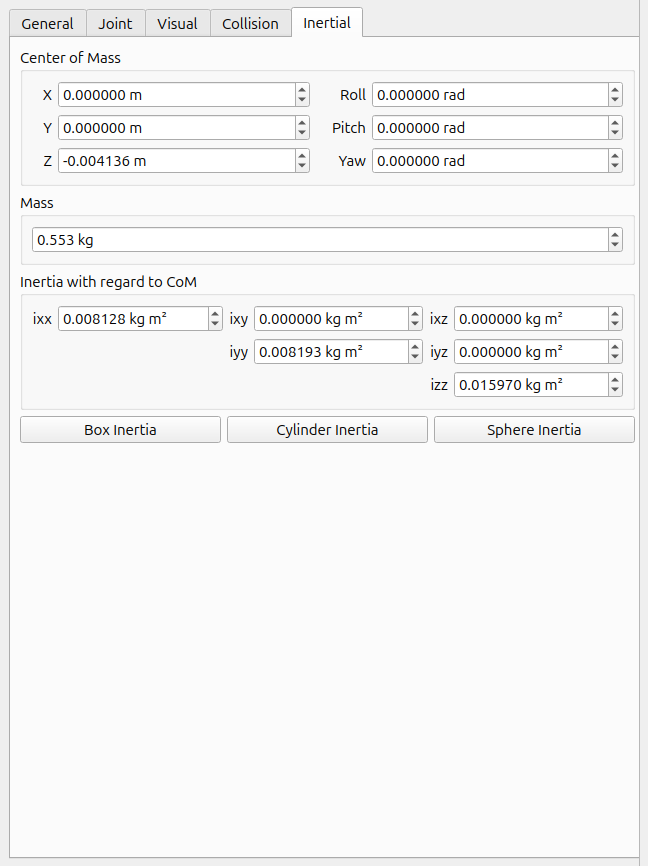 General Joint Visual Collision Inertial
Center of Mass
X 0.000000 m Roll 0.000000 rad
Y 0.000000 m Pitch 0.000000 rad
Z -0.004136 m Yaw 0.000000 rad
Mass
0.553 kg
Inertia with regard to CoM
ixx 0.008128 kg m² ixy 0.000000 kg m² ixz 0.000000 kg m²
iyy 0.008193 kg m² iyz 0.000000 kg m²
izz 0.015970 kg m²
Box Inertia Cylinder Inertia Sphere Inertia